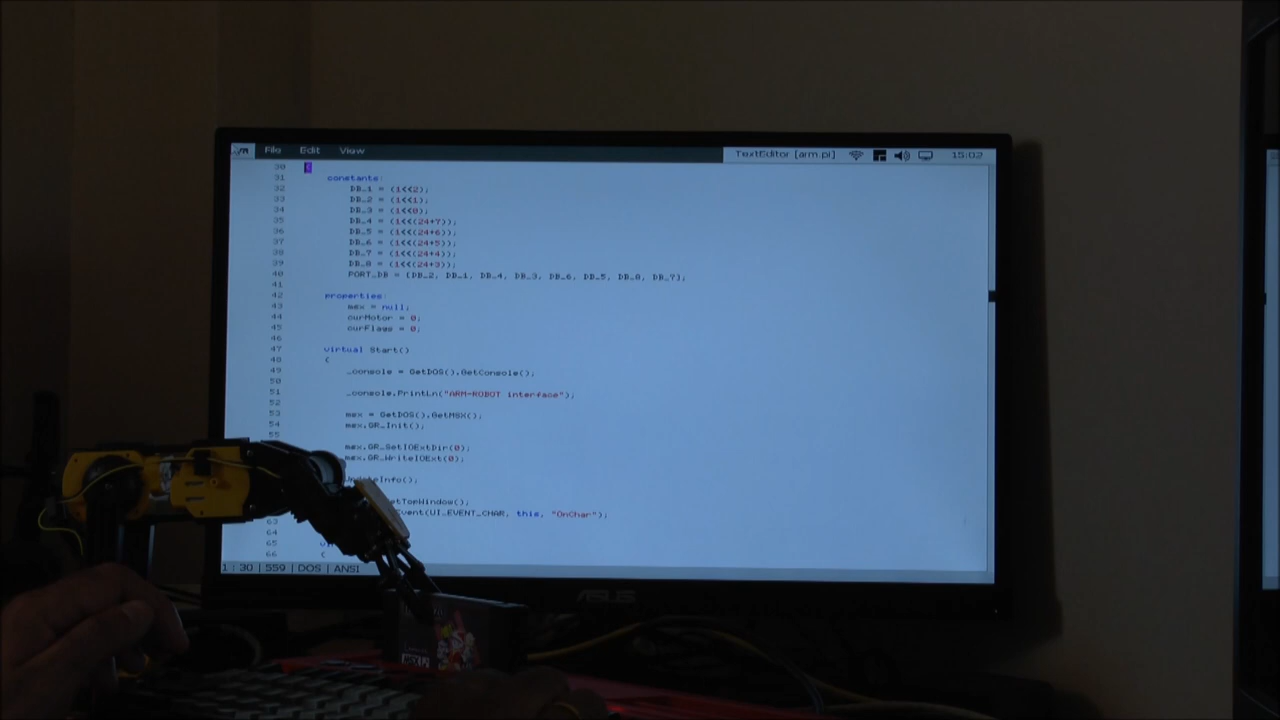 File Edit View
TextEditor [arm.pi] 15:02
30 {
31 constants:
32 DB_1 = (1<<2);
33 DB_2 = (1<<1);
34 DB_3 = (1<<0);
35 DB_4 = (1<<(24+7));
36 DB_5 = (1<<(24+6));
37 DB_6 = (1<<(24+5));
38 DB_7 = (1<<(24+4));
39 DB_8 = (1<<(24+3));
40 PORT_DB = [DB_2, DB_1, DB_4, DB_3, DB_6, DB_5, DB_8, DB_7];
41
42 properties:
43 msx = null;
44 curMotor = 0;
45 curFlags = 0;
46
47 virtual Start()
48 {
49 _console = GetDOS().GetConsole();
50
51 _console.PrintLn("ARM-ROBOT interface");
52
53 msx = GetDOS().GetMSX();
54 msx.GR_Init();
55
msx.GR_SetIOExtDir(0);
msx.GR_WriteIOExt(0);
UpdateInfo();
etTopWindow();
Event(UI_EVENT_CHAR, this, "OnChar");
63
64
65
66 {
1 : 30 | 559 | DOS | ANSI
ASUS
MSX